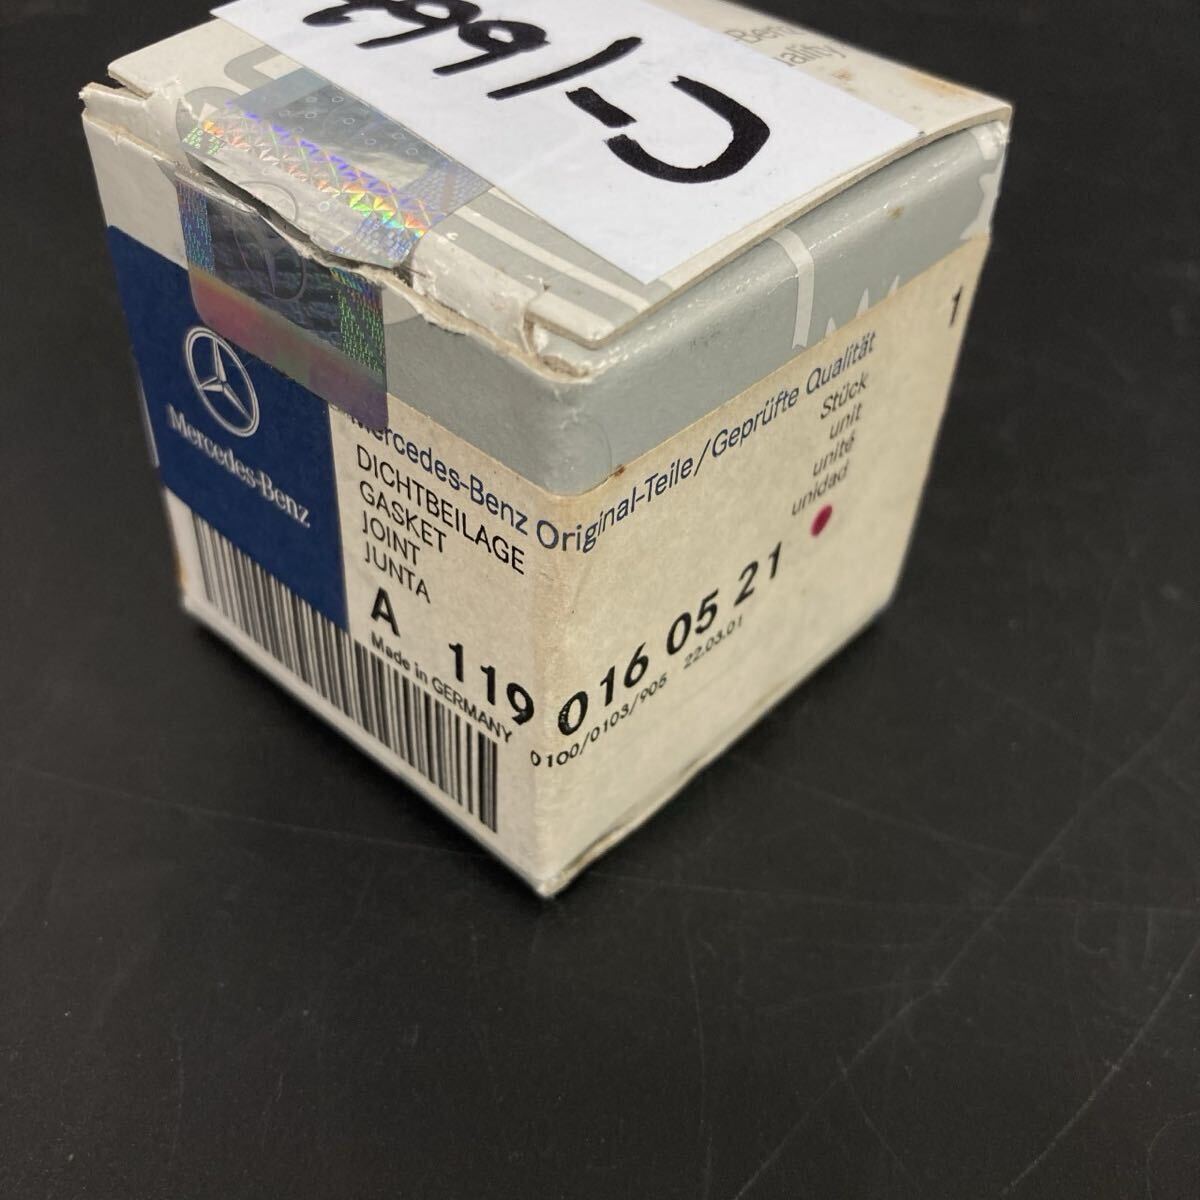 C-1662
Mercedes-Benz
Mercedes-Benz Original-Teile/Geprüfte Qualität
DICHTBEILAGE
GASKET
JOINT
JUNTA
Stück
unit
unité
unidad
1
A 119 016 05 21
Made in GERMANY 0100/0103/905 22.03.01